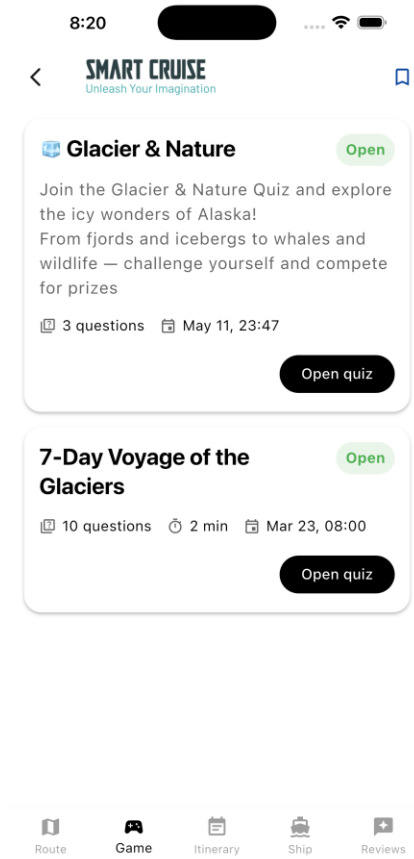 8:20
SMART CRUISE
Unleash Your Imagination
Glacier & Nature
Open
Join the Glacier & Nature Quiz and explore
the icy wonders of Alaska!
From fjords and icebergs to whales and
wildlife — challenge yourself and compete
for prizes
3 questions May 11, 23:47
Open quiz
7-Day Voyage of the
Glaciers
Open
10 questions 2 min Mar 23, 08:00
Open quiz
Route Game Itinerary Ship Reviews